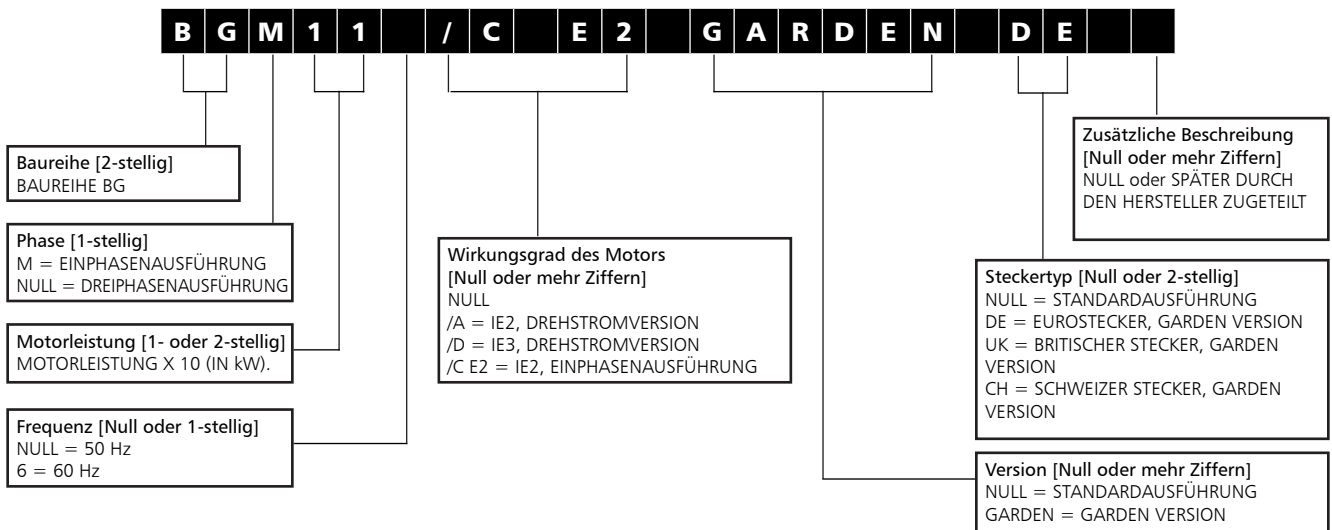 BGM11 /C E2 GARDEN DE
Baureihe [2-stellig]
BAUREIHE BG
Phase [1-stellig]
M = EINPHASENAUSFÜHRUNG
NULL = DREIPHASENAUSFÜHRUNG
Motorleistung [1- oder 2-stellig]
MOTORLEISTUNG X 10 (IN kW).
Frequenz [Null oder 1-stellig]
NULL = 50 Hz
6 = 60 Hz
Wirkungsgrad des Motors
[Null oder mehr Ziffern]
NULL
/A = IE2, DREHSTROMVERSION
/D = IE3, DREHSTROMVERSION
/C E2 = IE2, EINPHASENAUSFÜHRUNG
Zusätzliche Beschreibung
[Null oder mehr Ziffern]
NULL oder SPÄTER DURCH
DEN HERSTELLER ZUGETEILT
Steckertyp [Null oder 2-stellig]
NULL = STANDARDAUSFÜHRUNG
DE = EUROSTECKER, GARDEN VERSION
UK = BRITISCHER STECKER, GARDEN
VERSION
CH = SCHWEIZER STECKER, GARDEN
VERSION
Version [Null oder mehr Ziffern]
NULL = STANDARDAUSFÜHRUNG
GARDEN = GARDEN VERSION